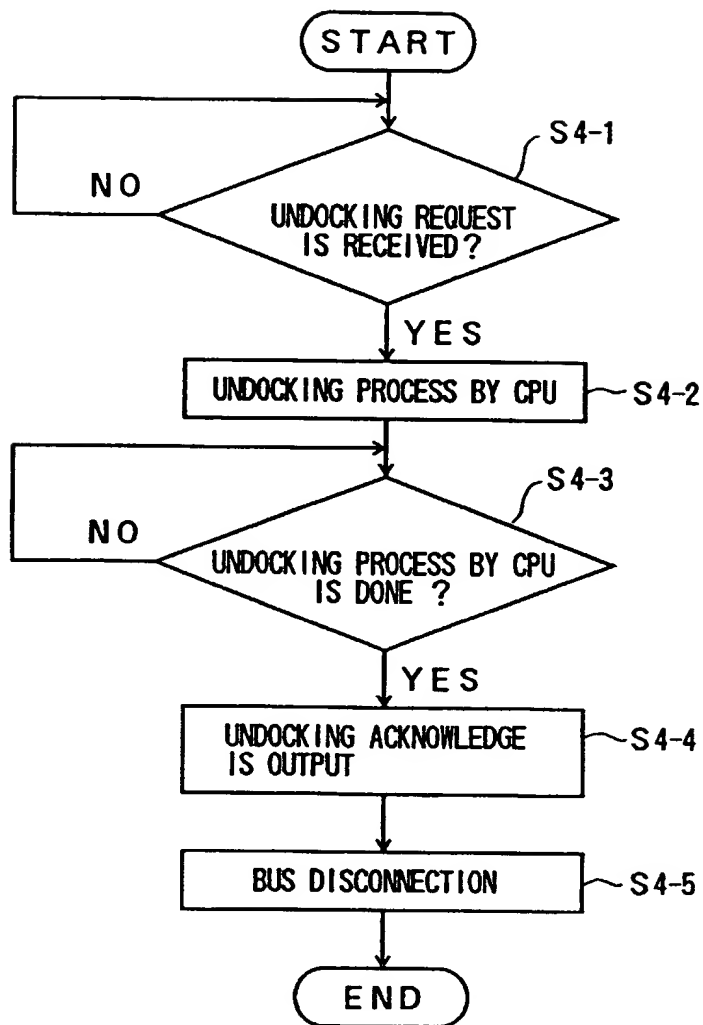 START
S4-1
NO
UNDOCKING REQUEST
IS RECEIVED?
YES
UNDOCKING PROCESS BY CPU
S4-2
S4-3
NO
UNDOCKING PROCESS BY CPU
IS DONE ?
YES
UNDOCKING ACKNOWLEDGE
IS OUTPUT
S4-4
BUS DISCONNECTION
S4-5
END